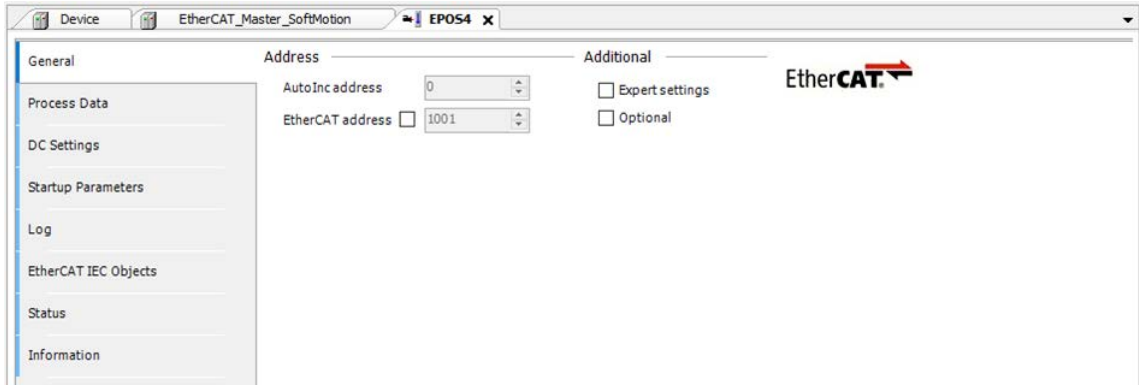 Device
EtherCAT_Master_SoftMotion
EPOS4
General
Process Data
DC Settings
Startup Parameters
Log
EtherCAT IEC Objects
Status
Information
Address
AutoInc address
0
EtherCAT address
1001
Additional
Expert settings
Optional
EtherCAT.